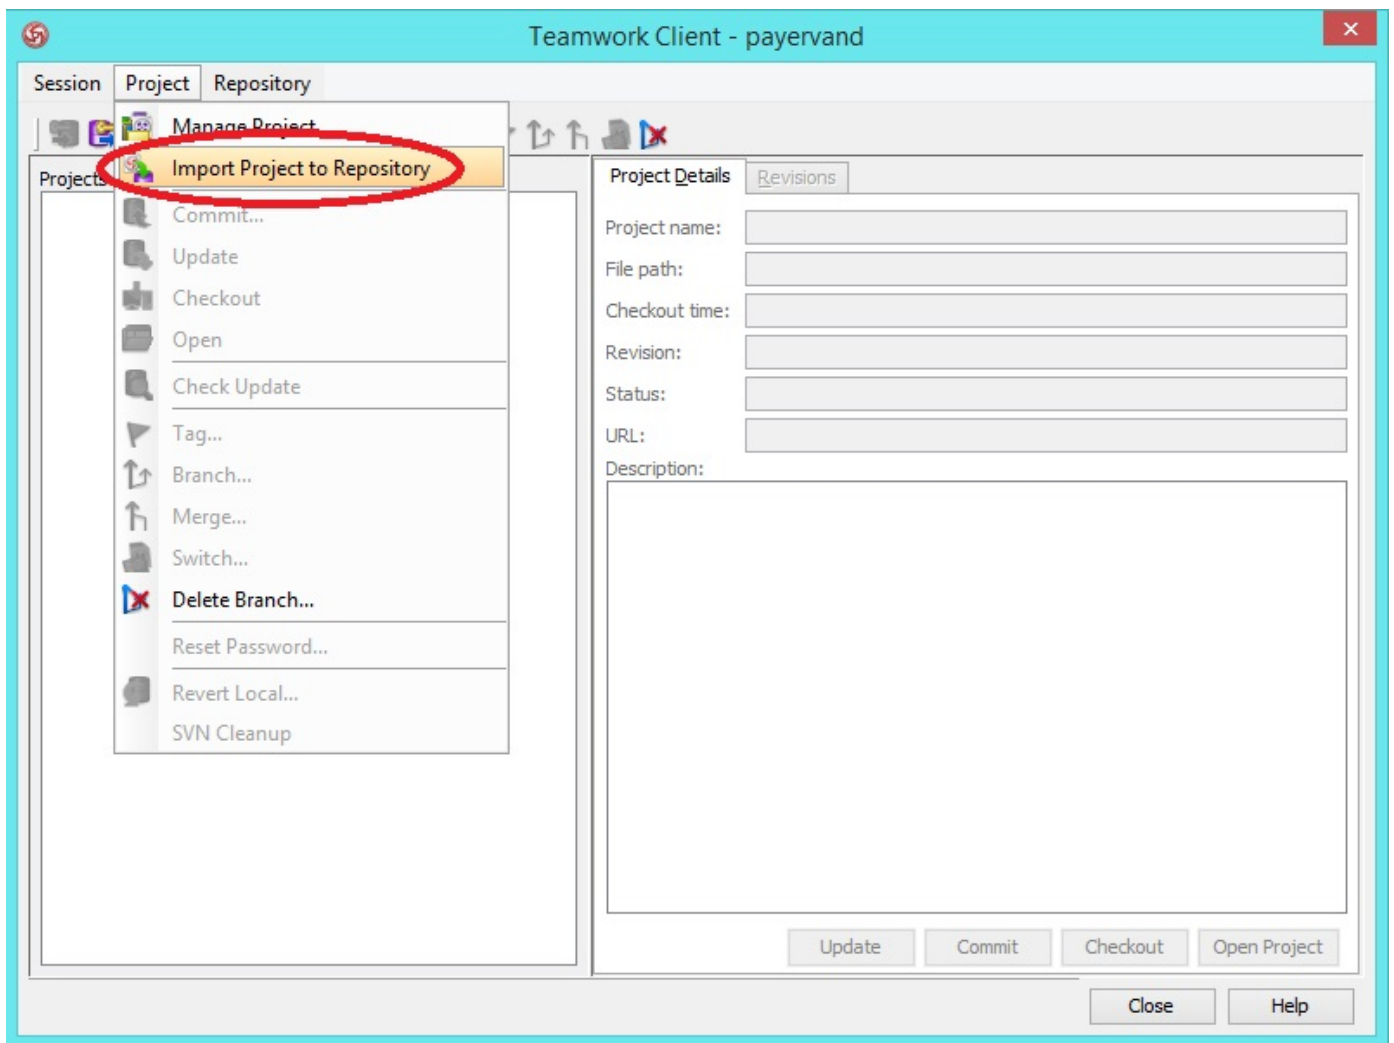 Teamwork Client - payervand
Session Project Repository
Manage Project
Import Project to Repository
Commit...
Update
Checkout
Open
Check Update
Tag...
Branch...
Merge...
Switch...
Delete Branch...
Reset Password...
Revert Local...
SVN Cleanup
Projects
Project Details Revisions
Project name:
File path:
Checkout time:
Revision:
Status:
URL:
Description:
Update Commit Checkout Open Project
Close Help